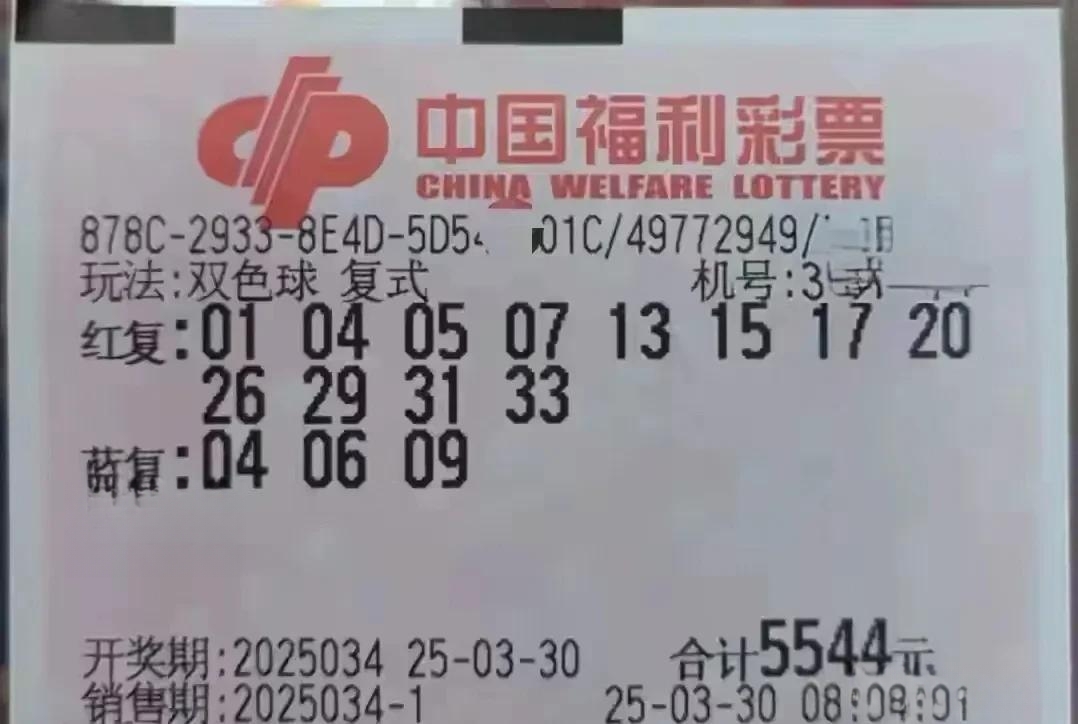 中国福利彩票
CHINA WELFARE LOTTERY
878C-2933-8E4D-5D5 01C/49772949/
玩法:双色球 复式 机号:3
红复:01 04 05 07 13 15 17 20
26 29 31 33
蓝复:04 06 09
开奖期:2025034 25-03-30 合计5544元
销售期:2025034-1 25-03-30 08:08:01